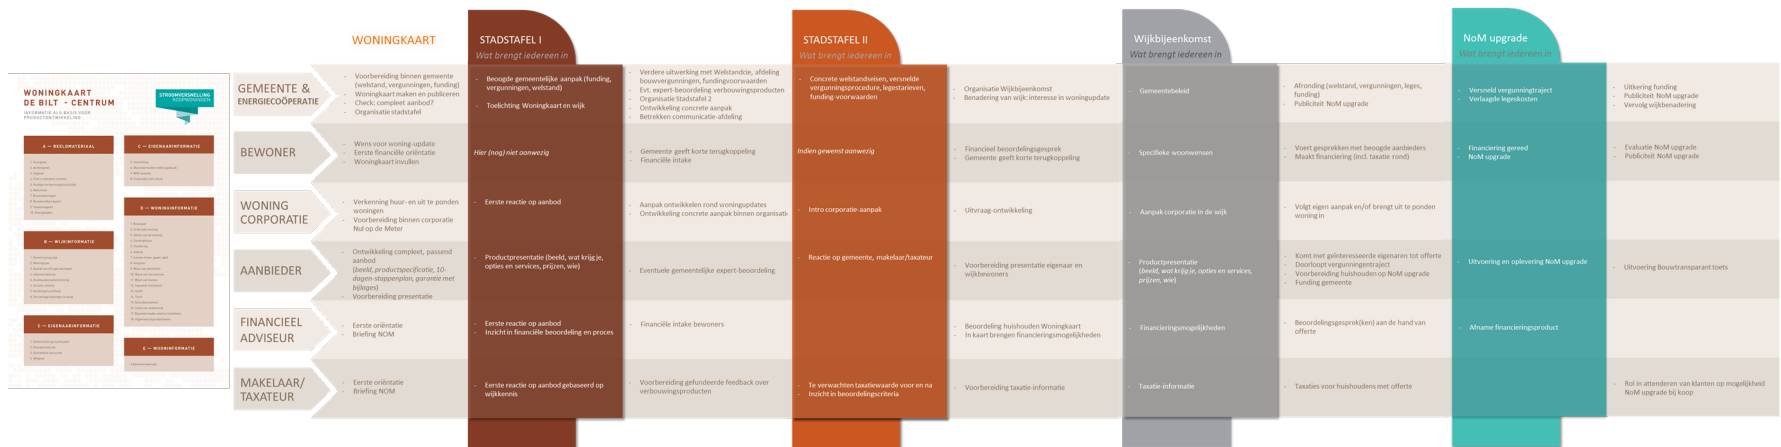 WONINGKAART
DE BILT - CENTRUM
INFORMATIE ALS BASIS VOOR
PRODUCTONTWIKKELING
STROOMVERSNELLING
KOOPWONINGEN
A — BEELDMATERIAAL
B — WIJKINFORMATIE
C — EIGENAARINFORMATIE
C — EIGENAARINFORMATIE
D — WONINGINFORMATIE
E — WOONINFORMATIE
WONINGKAART
STADSTAFEL I
Wat brengt iedereen in
STADSTAFEL II
Wat brengt iedereen in
Wijkbijeenkomst
Wat brengt iedereen in
NoM upgrade
Wat brengt iedereen in
GEMEENTE &
ENERGIECOÖPERATIE
- Voorbereiding binnen gemeente
(welstand, vergunningen, funding)
- Woningkaart maken en publiceren
- Check: compleet aanbod?
- Organisatie stadstafel
- Beoogde gemeentelijke aanpak (funding,
vergunningen, welstand)
- Toelichting Woningkaart en wijk
- Verdere uitwerking met Welstandcie, afdeling
bouwvergunningen, fundingvoorwaarden
- Evt. expert-beoordeling verbouwingsproducten
- Organisatie Stadstafel 2
- Ontwikkeling concrete aanpak
- Betrekken communicatie-afdeling
- Concrete welstandseisen, versnelde
vergunningsprocedure, legestarieven,
funding-voorwaarden
- Organisatie Wijkbijeenkomst
- Benadering van wijk: interesse in woningupdate
- Gemeentebeleid
- Afronding (welstand, vergunningen, leges,
funding)
- Publiciteit NoM upgrade
- Versneld vergunningtraject
- Verlaagde legeskosten
- Uitkering funding
- Publiciteit NoM upgrade
- Vervolg wijkbenadering
BEWONER
- Wens voor woning-update
- Eerste financiële oriëntatie
- Woningkaart invullen
Hier (nog) niet aanwezig
- Gemeente geeft korte terugkoppeling
- Financiële intake
Indien gewenst aanwezig
- Financieel beoordelingsgesprek
- Gemeente geeft korte terugkoppeling
- Specifieke woonwensen
- Voert gesprekken met beoogde aanbieders
- Maakt financiering (incl. taxatie rond)
- Financiering gereed
- NoM upgrade
- Evaluatie NoM upgrade
- Publiciteit NoM upgrade
WONING
CORPORATIE
- Verkenning huur- en uit te ponden
woningen
- Voorbereiding binnen corporatie
Nul op de Meter
- Eerste reactie op aanbod
- Aanpak ontwikkelen rond woningupdates
- Ontwikkeling concrete aanpak binnen organisati
- Intro corporatie-aanpak
- Uitvraag-ontwikkeling
- Aanpak corporatie in de wijk
- Volgt eigen aanpak en/of brengt uit te ponden
woning in
AANBIEDER
- Ontwikkeling compleet, passend
aanbod
(beeld, productspecificatie, 10-
dagen-stappenplan, garantie met
bijlages)
- Voorbereiding presentatie
- Productpresentatie (beeld, wat krijg je,
opties en services, prijzen, wie)
- Eventuele gemeentelijke expert-beoordeling
- Reactie op gemeente, makelaar/taxateur
- Voorbereiding presentatie eigenaar en
wijkbewoners
- Productpresentatie
(beeld, wat krijg je, opties en services,
prijzen, wie)
- Komt met geïnteresseerde eigenaren tot offerte
- Doorloopt vergunningentraject
- Voorbereiding huishouden op NoM upgrade
- Funding gemeente
- Uitvoering en oplevering NoM upgrade
- Uitvoering Bouwtransparant toets
FINANCIEEL
ADVISEUR
- Eerste oriëntatie
- Briefing NOM
- Eerste reactie op aanbod
- Inzicht in financiële beoordeling en proces
- Financiële intake bewoners
- Beoordeling huishouden Woningkaart
- In kaart brengen financieringsmogelijkheden
- Financieringsmogelijkheden
- Beoordelingsgesprek(ken) aan de hand van
offerte
- Afname financieringsproduct
MAKELAAR/
TAXATEUR
- Eerste oriëntatie
- Briefing NOM
- Eerste reactie op aanbod gebaseerd op
wijkkennis
- Voorbereiding gefundeerde feedback over
verbouwingsproducten
- Te verwachten taxatiewaarde voor en na
- Inzicht in beoordelingscriteria
- Voorbereiding taxatie-informatie
- Taxatie-informatie
- Taxaties voor huishoudens met offerte
- Rol in attenderen van klanten op mogelijkheid
NoM upgrade bij koop